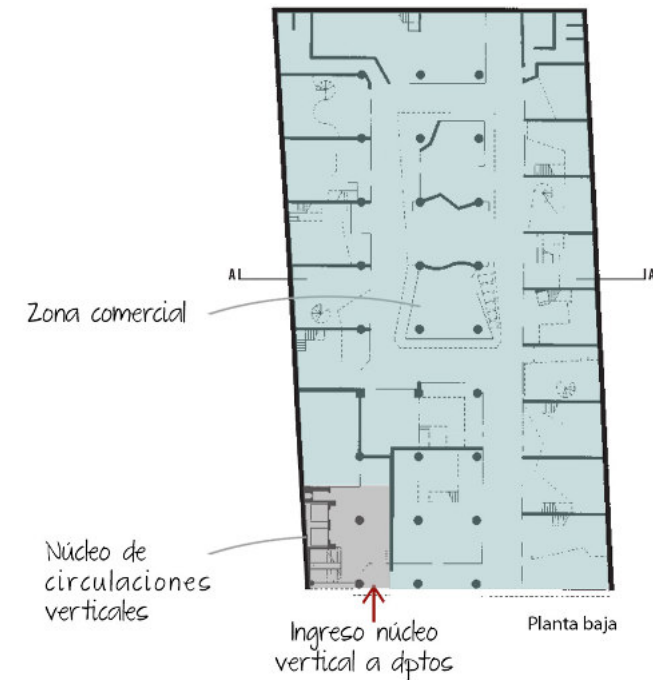 A
A
Zona comercial
Núcleo de
circulaciones
verticales
Ingreso núcleo
vertical a dptos
Planta baja